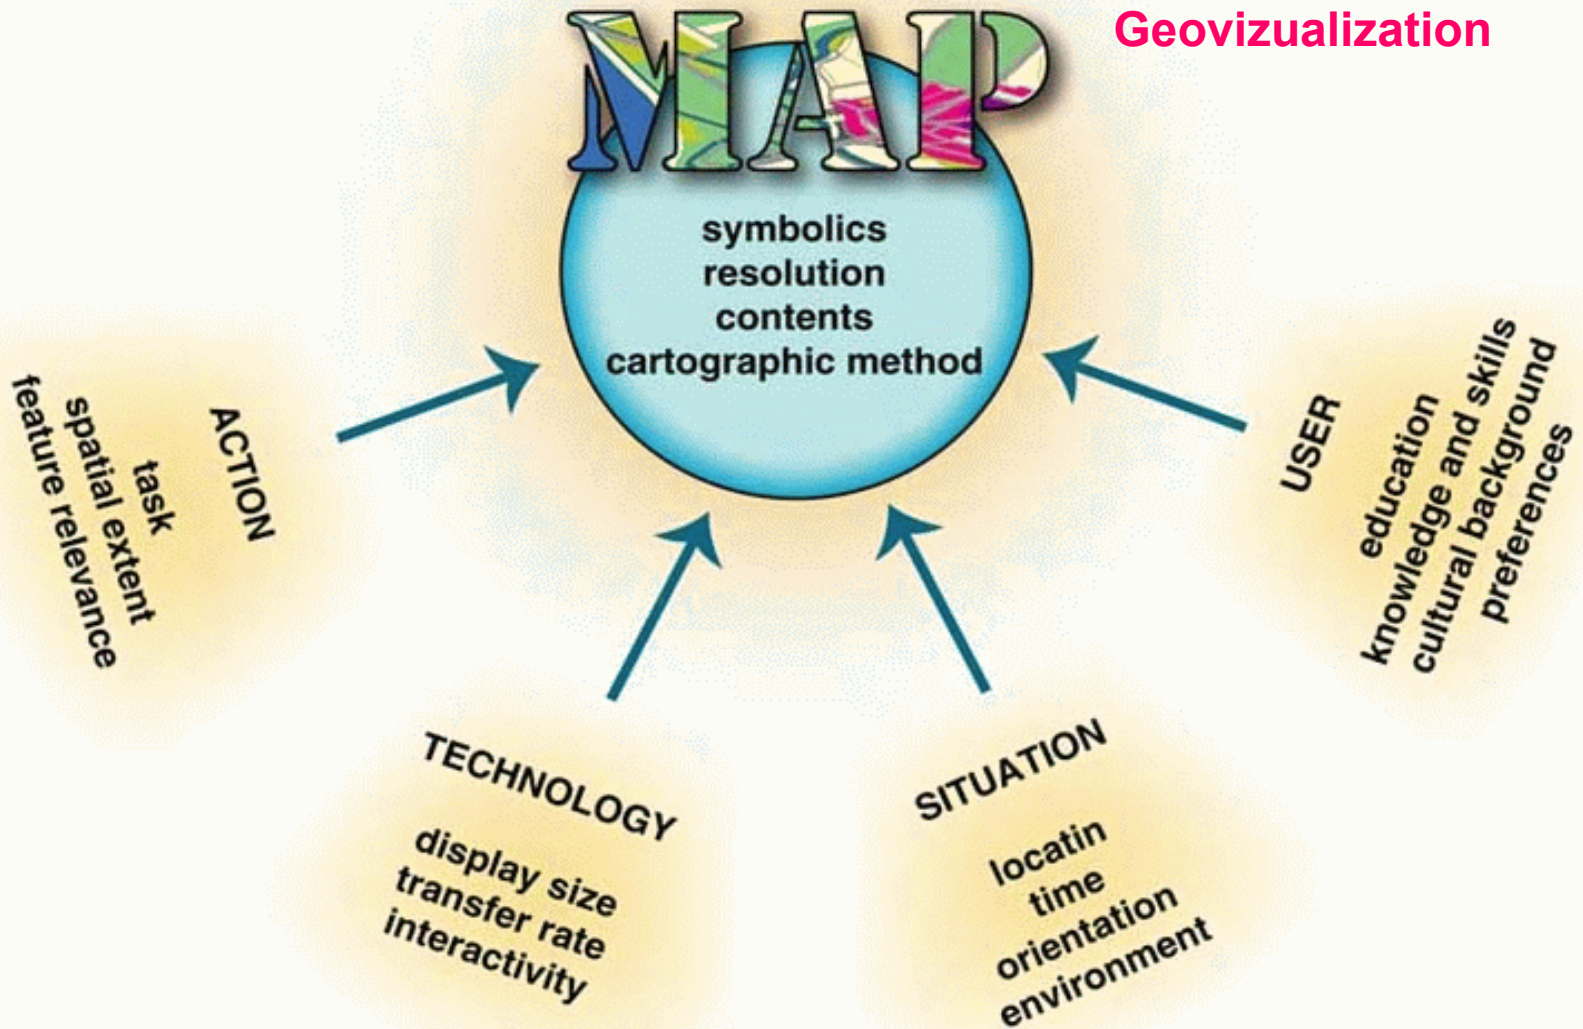 Geovizualization
MAP
symbolics
resolution
contents
cartographic method
ACTION
task
spatial extent
feature relevance
TECHNOLOGY
display size
transfer rate
interactivity
SITUATION
locatin
time
orientation
environment
USER
education
knowledge and skills
cultural background
preferences